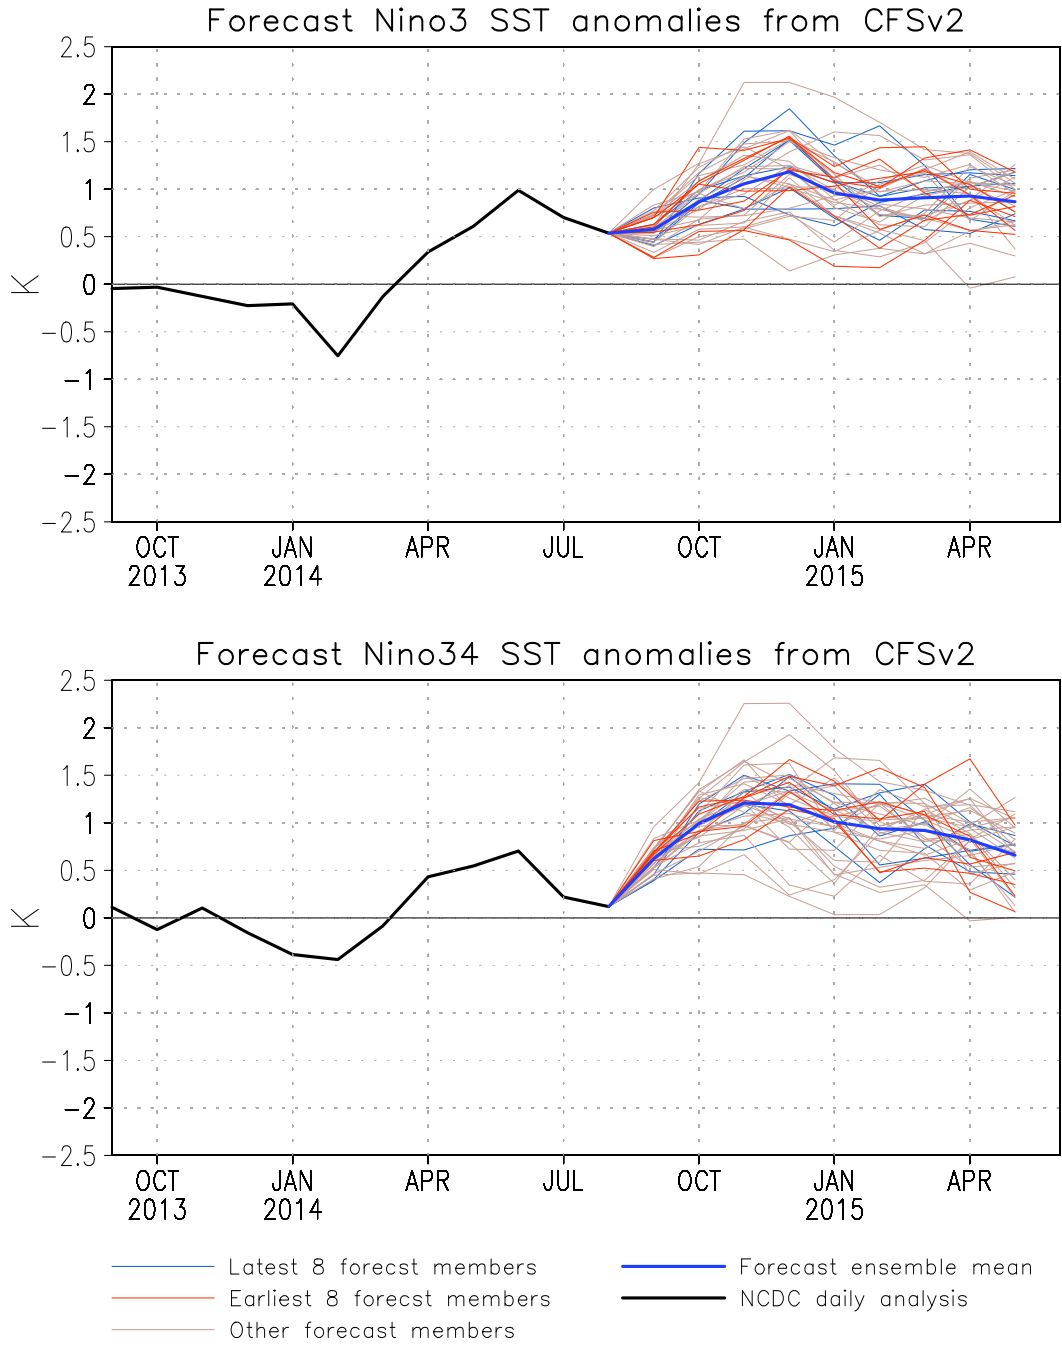 Forecast Nino3 SST anomalies from CFSv2
2.5
2
1.5
1
0.5
0
-0.5
-1
-1.5
-2
-2.5
K
OCT JAN APR JUL OCT JAN APR
2013 2014 2015
Forecast Nino34 SST anomalies from CFSv2
2.5
2
1.5
1
0.5
0
-0.5
-1
-1.5
-2
-2.5
K
OCT JAN APR JUL OCT JAN APR
2013 2014 2015
Latest 8 forecst members
Earliest 8 forecst members
Other forecast members
Forecast ensemble mean
NCDC daily analysis